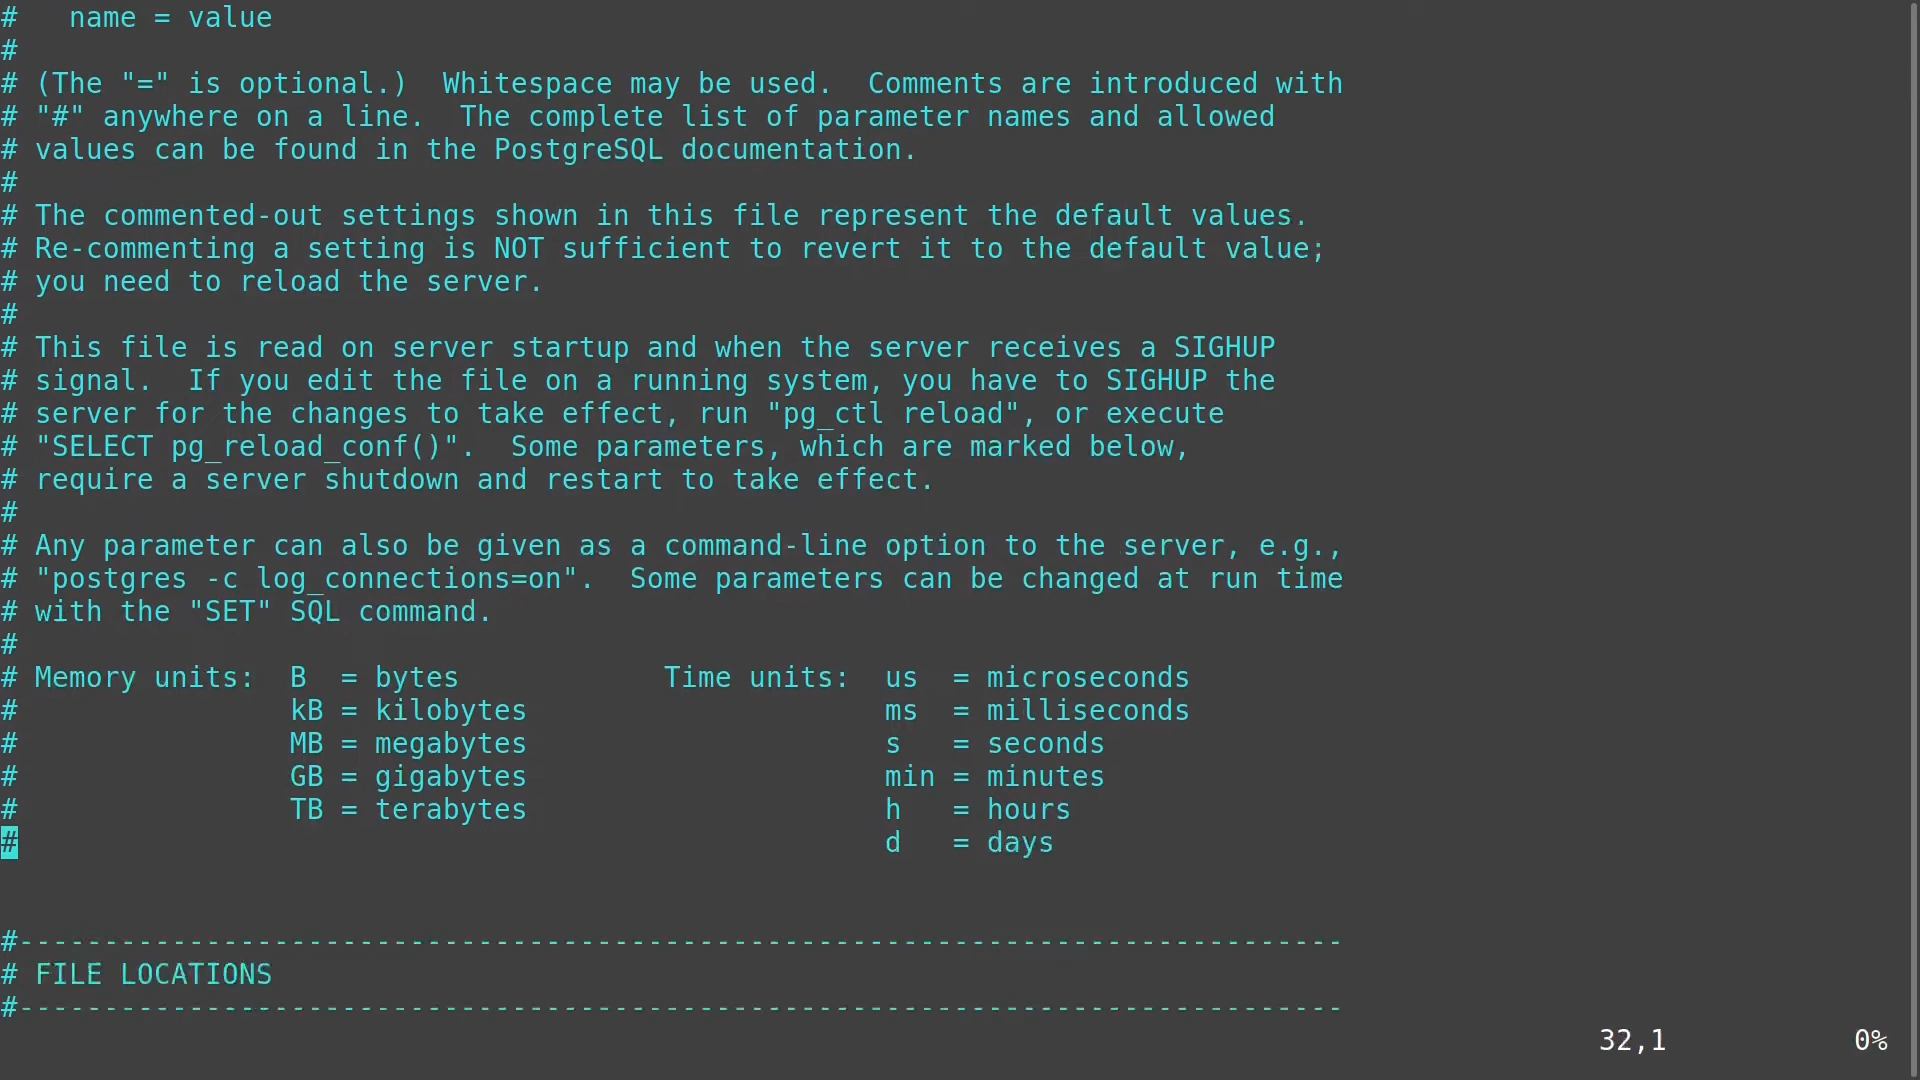 #   name = value
#
# (The "=" is optional.)  Whitespace may be used.  Comments are introduced with
# "#" anywhere on a line.  The complete list of parameter names and allowed
# values can be found in the PostgreSQL documentation.
#
# The commented-out settings shown in this file represent the default values.
# Re-commenting a setting is NOT sufficient to revert it to the default value;
# you need to reload the server.
#
# This file is read on server startup and when the server receives a SIGHUP
# signal.  If you edit the file on a running system, you have to SIGHUP the
# server for the changes to take effect, run "pg_ctl reload", or execute
# "SELECT pg_reload_conf()".  Some parameters, which are marked below,
# require a server shutdown and restart to take effect.
#
# Any parameter can also be given as a command-line option to the server, e.g.,
# "postgres -c log_connections=on".  Some parameters can be changed at run time
# with the "SET" SQL command.
#
# Memory units:  B  = bytes            Time units:  us  = microseconds
#                kB = kilobytes                     ms  = milliseconds
#                MB = megabytes                     s   = seconds
#                GB = gigabytes                     min = minutes
#                TB = terabytes                     h   = hours
#                                                   d   = days
#------------------------------------------------------------------------------
# FILE LOCATIONS
#------------------------------------------------------------------------------
32,1           0%